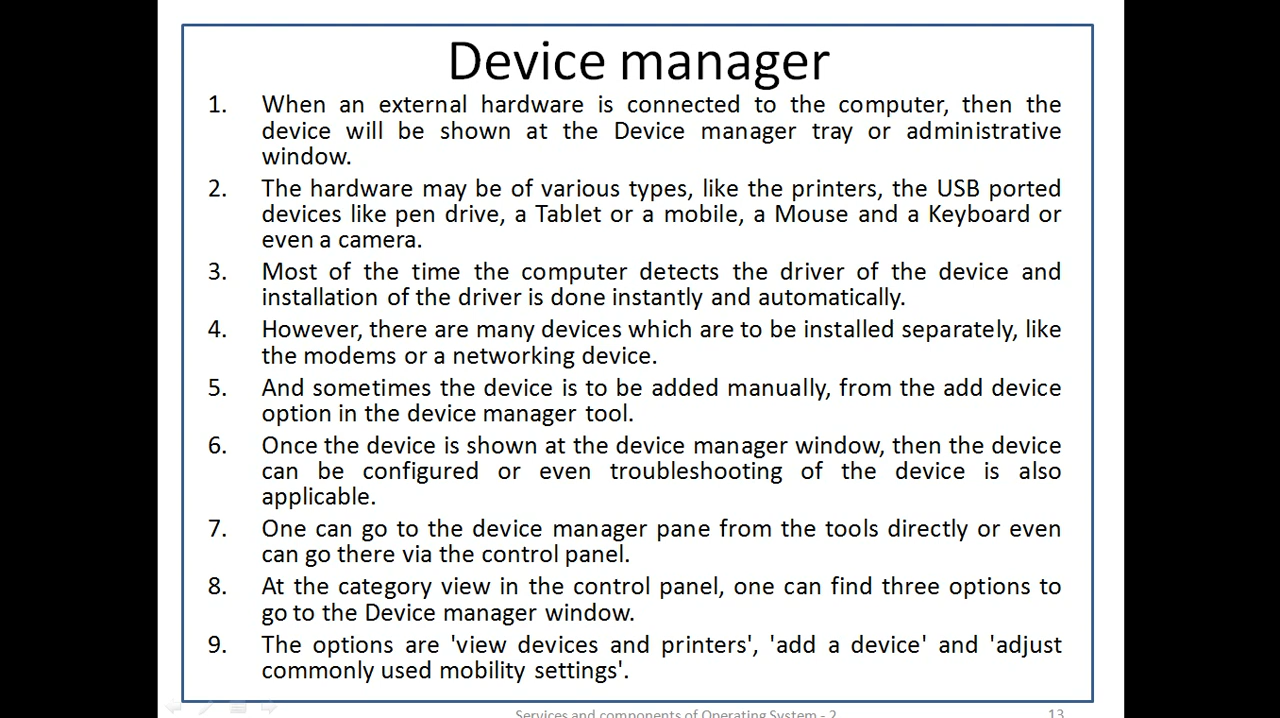 Device manager
1. When an external hardware is connected to the computer, then the
device will be shown at the Device manager tray or administrative
window.
2. The hardware may be of various types, like the printers, the USB ported
devices like pen drive, a Tablet or a mobile, a Mouse and a Keyboard or
even a camera.
3. Most of the time the computer detects the driver of the device and
installation of the driver is done instantly and automatically.
4. However, there are many devices which are to be installed separately, like
the modems or a networking device.
5. And sometimes the device is to be added manually, from the add device
option in the device manager tool.
6. Once the device is shown at the device manager window, then the device
can be configured or even troubleshooting of the device is also
applicable.
7. One can go to the device manager pane from the tools directly or even
can go there via the control panel.
8. At the category view in the control panel, one can find three options to
go to the Device manager window.
9. The options are 'view devices and printers', 'add a device' and 'adjust
commonly used mobility settings'.
Services and components of Operating System - 2 13